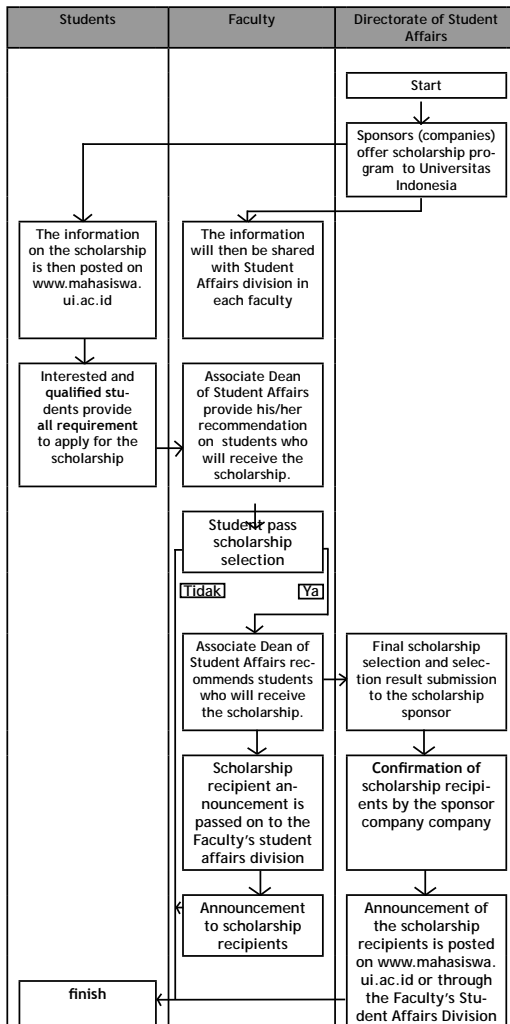 Students
Faculty
Directorate of Student
Affairs
Start
Sponsors (companies)
offer scholarship pro-
gram to Universitas
Indonesia
The information
on the scholarship
is then posted on
www.mahasiswa.
ui.ac.id
The information
will then be shared
with Student
Affairs division in
each faculty
Interested and
qualified stu-
dents provide
all requirement
to apply for the
scholarship
Associate Dean
of Student Affairs
provide his/her
recommendation
on students who
will receive the
scholarship.
Student pass
scholarship
selection
Tidak
Ya
Associate Dean of
Student Affairs rec-
ommends students
who will receive
the scholarship.
Final scholarship
selection and selec-
tion result submission
to the scholarship
sponsor
Scholarship
recipient an-
nouncement is
passed on to the
Faculty's student
affairs division
Confirmation of
scholarship recipi-
ents by the sponsor
company company
Announcement
to scholarship
recipients
Announcement of
the scholarship
recipients is posted
on www.mahasiswa.
ui.ac.id or through
the Faculty's Stu-
dent Affairs Division
finish